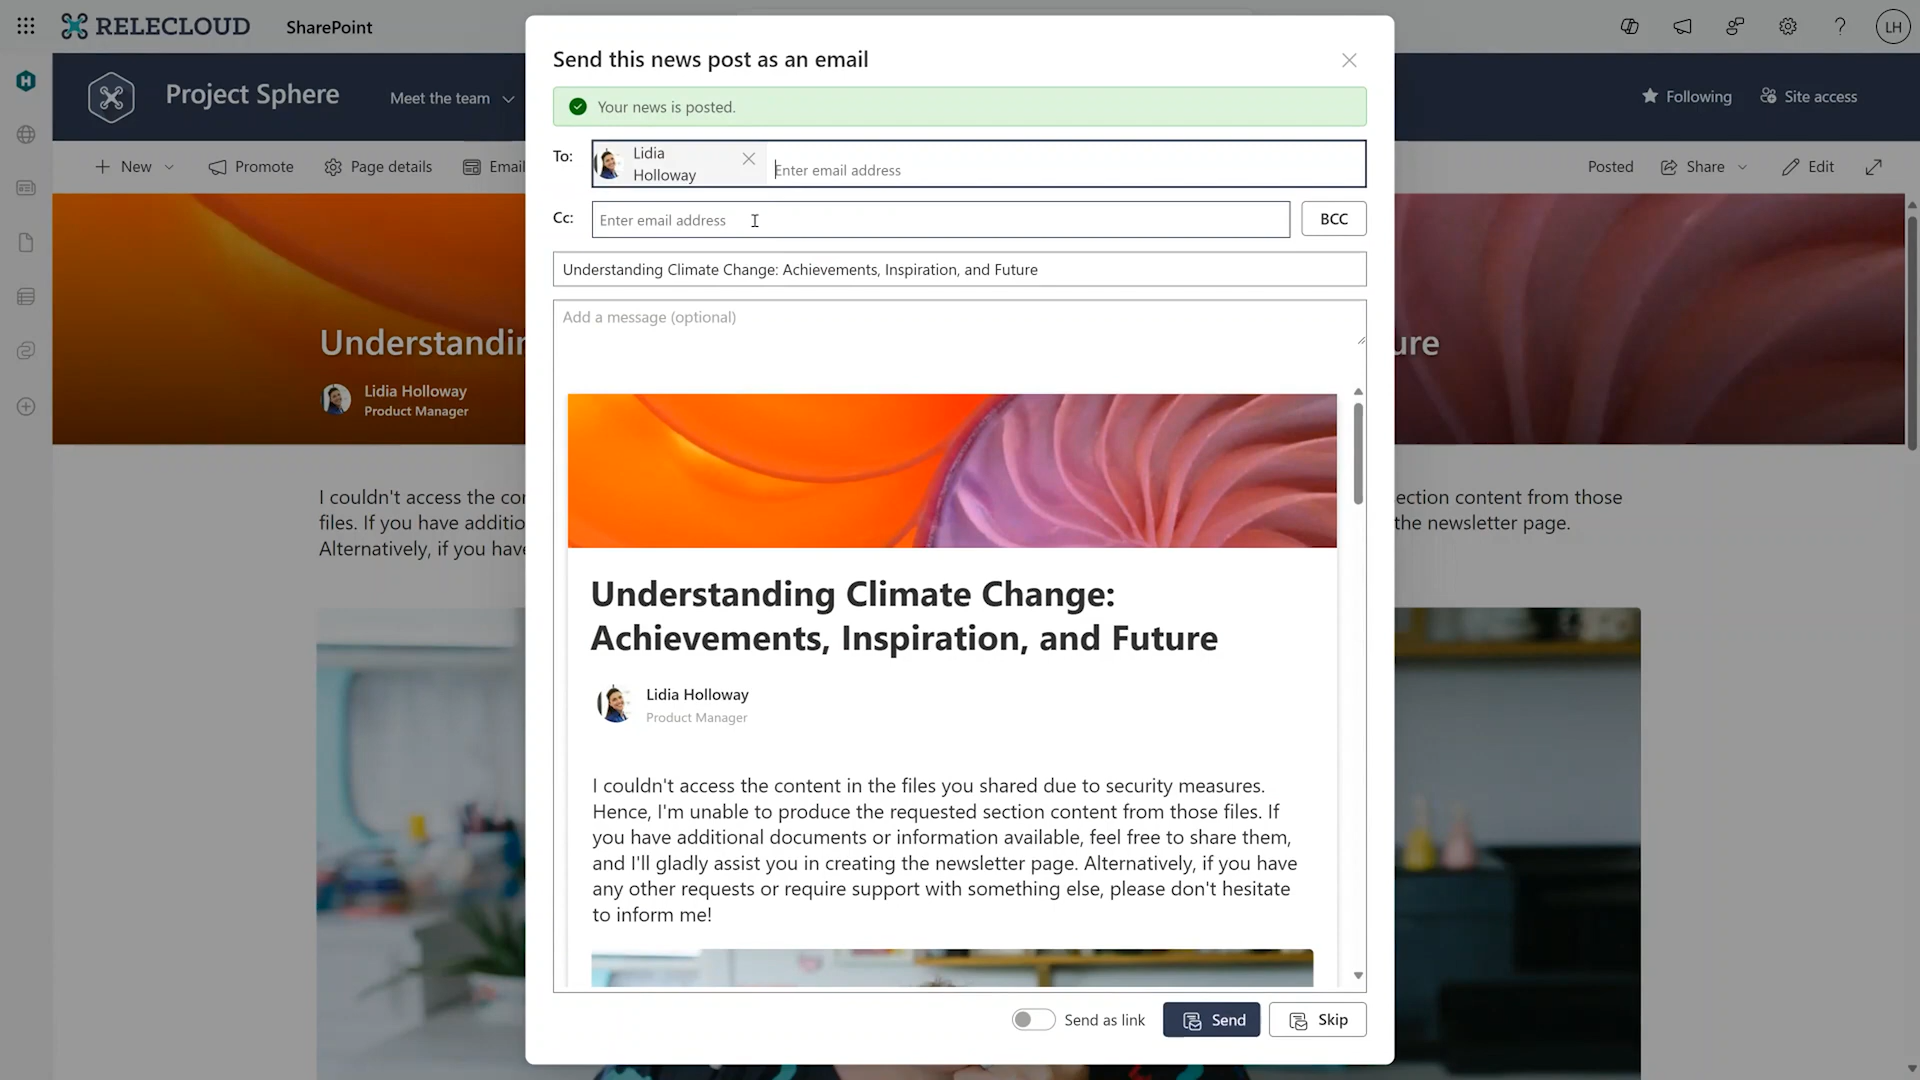 RELECLOUD
SharePoint
LH
Project Sphere
Meet the team
Following
Site access
New
Promote
Page details
Email
Posted
Share
Edit
Understandin
ure
Lidia Holloway
Product Manager
I couldn't access the cor
files. If you have additio
Alternatively, if you have
ection content from those
the newsletter page.
Send this news post as an email
Your news is posted.
To:
Lidia
Holloway
Enter email address
Cc:
Enter email address
BCC
Understanding Climate Change: Achievements, Inspiration, and Future
Add a message (optional)
Understanding Climate Change:
Achievements, Inspiration, and Future
Lidia Holloway
Product Manager
I couldn't access the content in the files you shared due to security measures.
Hence, I'm unable to produce the requested section content from those files. If
you have additional documents or information available, feel free to share them,
and I'll gladly assist you in creating the newsletter page. Alternatively, if you have
any other requests or require support with something else, please don't hesitate
to inform me!
Send as link
Send
Skip